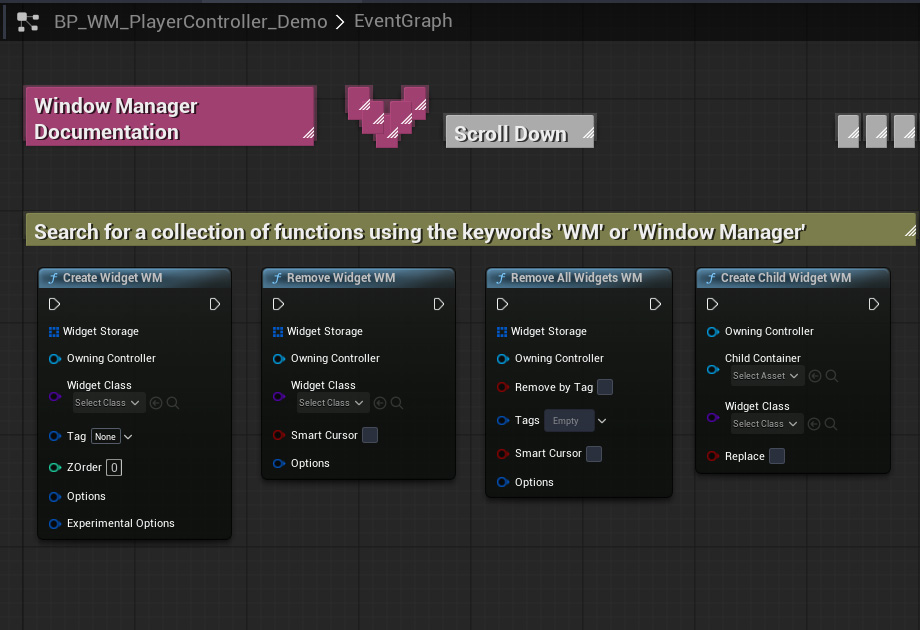 BP_WM_PlayerController_Demo > EventGraph
Window Manager
Documentation
Scroll Down
Search for a collection of functions using the keywords 'WM' or 'Window Manager'
f Create Widget WM
Widget Storage
Owning Controller
Widget Class
Select Class
Tag None
ZOrder 0
Options
Experimental Options
f Remove Widget WM
Widget Storage
Owning Controller
Widget Class
Select Class
Smart Cursor
Options
f Remove All Widgets WM
Widget Storage
Owning Controller
Remove by Tag
Tags Empty
Smart Cursor
Options
f Create Child Widget WM
Owning Controller
Child Container
Select Asset
Widget Class
Select Class
Replace